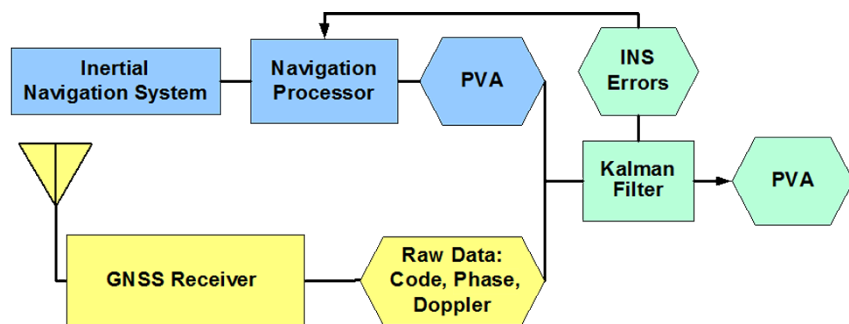 Inertial
Navigation System
Navigation
Processor
PVA
INS
Errors
Kalman
Filter
PVA
GNSS Receiver
Raw Data:
Code, Phase,
Doppler